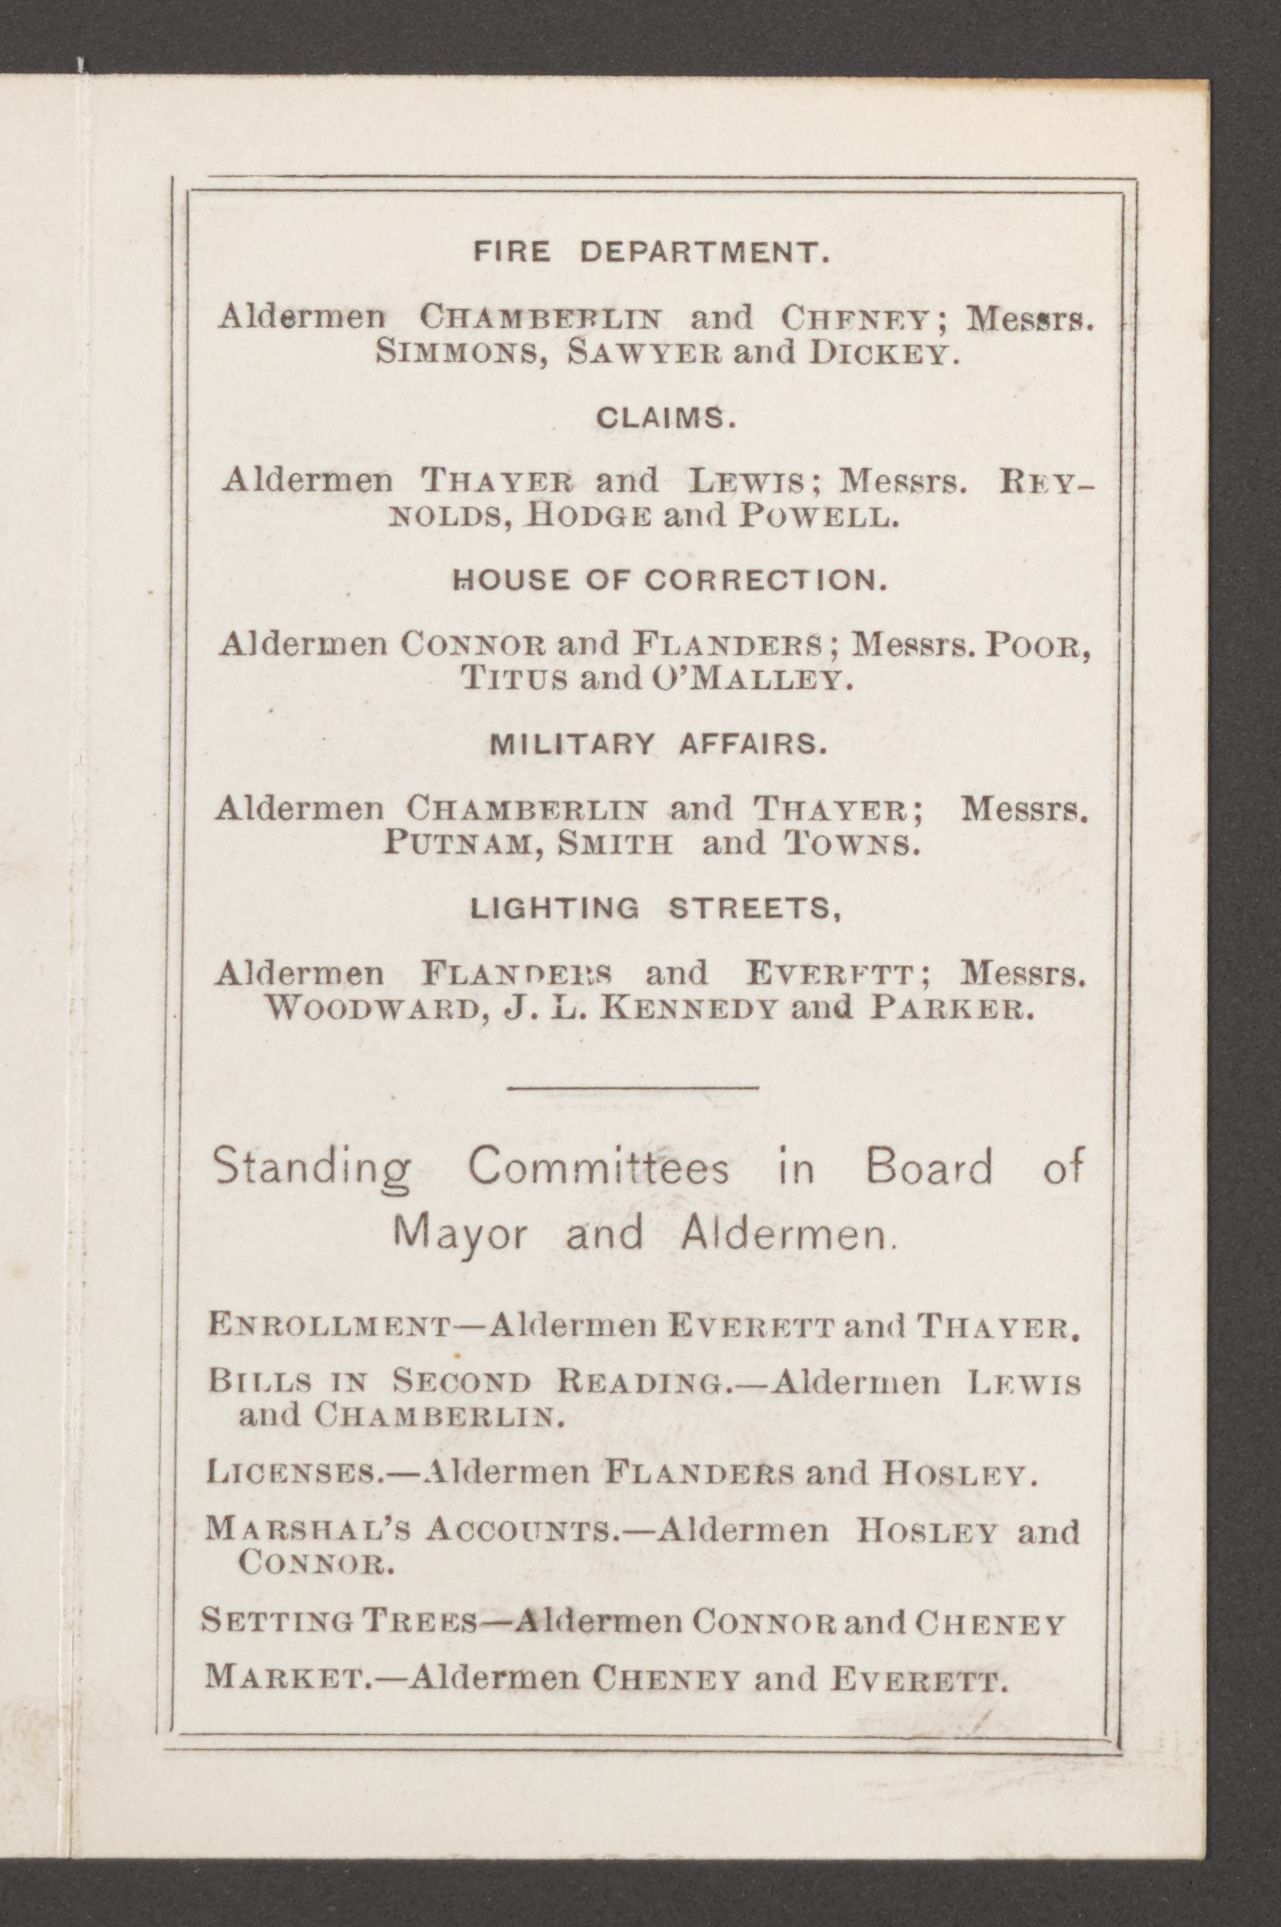 FIRE DEPARTMENT.
Aldermen CHAMBERLIN and CHENEY; Messrs.
SIMMONS, SAWYER and DICKEY.
CLAIMS.
Aldermen THAYER and LEWIS; Messrs. REY-
NOLDS, HODGE and POWELL.
HOUSE OF CORRECTION.
Aldermen CONNOR and FLANDERS; Messrs. POOR,
TITUS and O'MALLEY.
MILITARY AFFAIRS.
Aldermen CHAMBERLIN and THAYER; Messrs.
PUTNAM, SMITH and TOWNS.
LIGHTING STREETS,
Aldermen FLANDERS and EVERETT; Messrs.
WOODWARD, J. L. KENNEDY and PARKER.
Standing Committees in Board of
Mayor and Aldermen.
ENROLLMENT—Aldermen EVERETT and THAYER.
BILLS IN SECOND READING.—Aldermen LEWIS
and CHAMBERLIN.
LICENSES.—Aldermen FLANDERS and HOSLEY.
MARSHAL'S ACCOUNTS.—Aldermen HOSLEY and
CONNOR.
SETTING TREES—Aldermen CONNOR and CHENEY
MARKET.—Aldermen CHENEY and EVERETT.